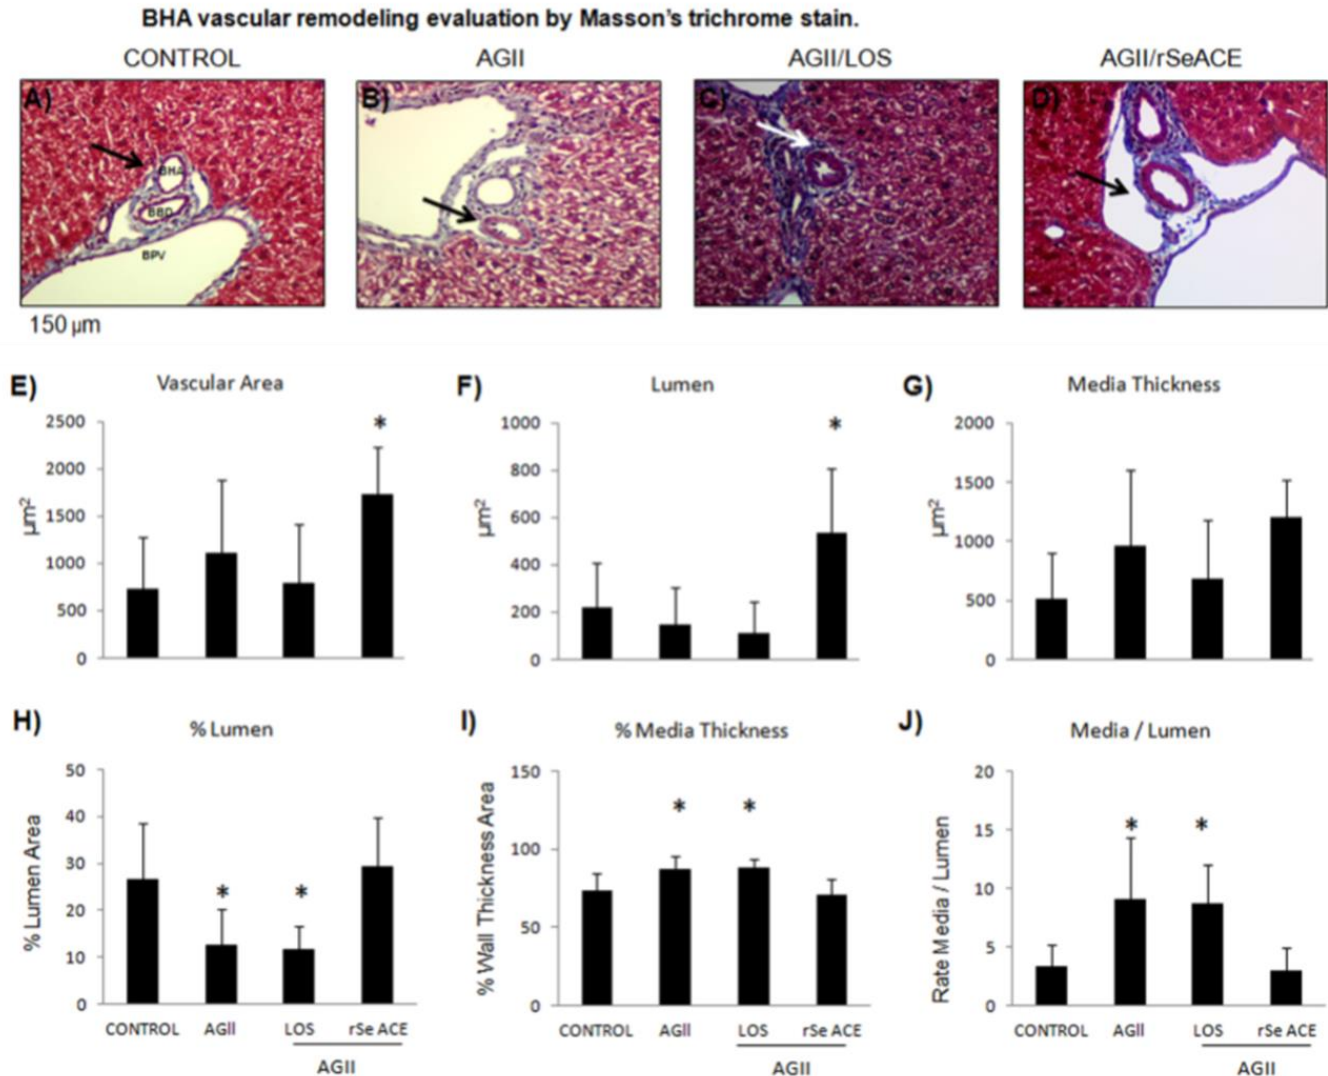 BHA vascular remodeling evaluation by Masson's trichrome stain.
CONTROL AGII AGII/LOS AGII/rSeACE
A) B) C) D)
BHA
BBD
BPV
150 µm
E) Vascular Area
µm²
2500
2000
1500
1000
500
0
*
F) Lumen
µm²
1000
800
600
400
200
0
*
G) Media Thickness
µm²
2000
1500
1000
500
0
H) % Lumen
% Lumen Area
50
40
30
20
10
0
* *
CONTROL AGII LOS rSe ACE
AGII
I) % Media Thickness
% Wall Thickness Area
150
100
50
0
* *
CONTROL AGII LOS rSe ACE
AGII
J) Media / Lumen
Rate Media / Lumen
20
15
10
5
0
* *
CONTROL AGII LOS rSe ACE
AGII